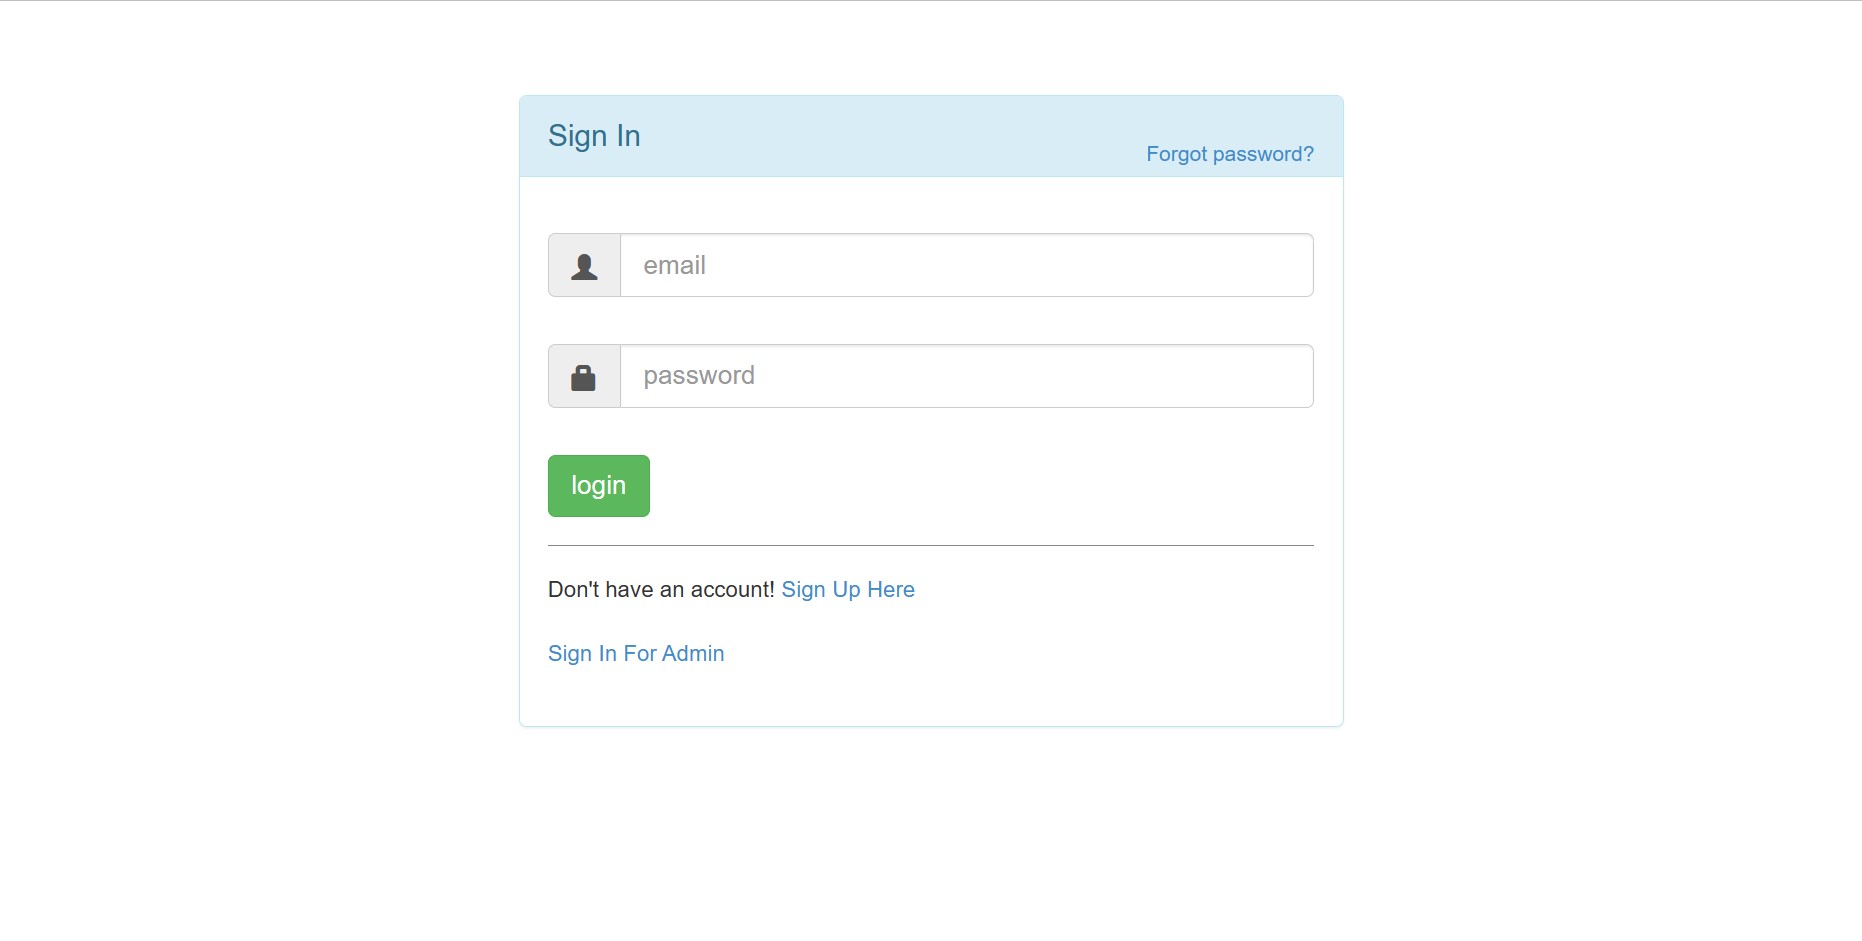 Sign In
Forgot password?
email
password
login
Don't have an account! Sign Up Here
Sign In For Admin